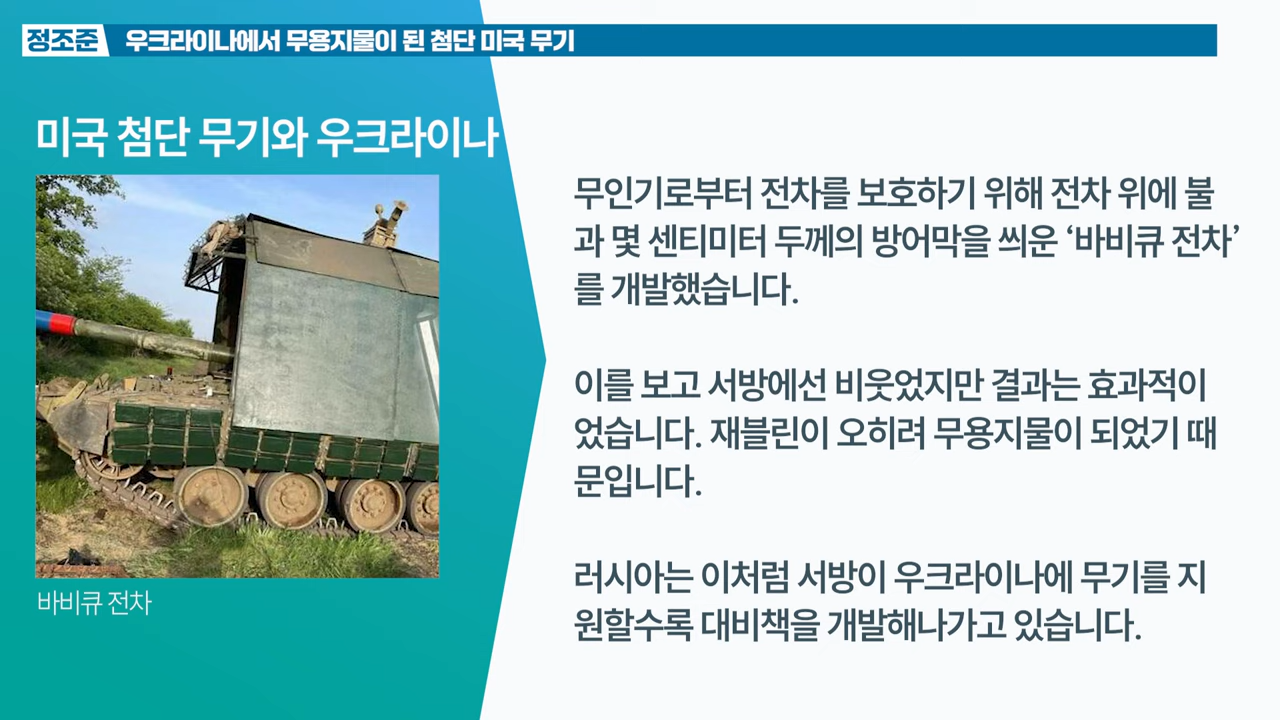 정조준
우크라이나에서 무용지물이 된 첨단 미국 무기
미국 첨단 무기와 우크라이나
무인기로부터 전차를 보호하기 위해 전차 위에 불
과 몇 센티미터 두께의 방어막을 씌운 ‘바비큐 전차’
를 개발했습니다.
이를 보고 서방에선 비웃었지만 결과는 효과적이
었습니다. 재블린이 오히려 무용지물이 되었기 때
문입니다.
러시아는 이처럼 서방이 우크라이나에 무기를 지
원할수록 대비책을 개발해나가고 있습니다.
바비큐 전차